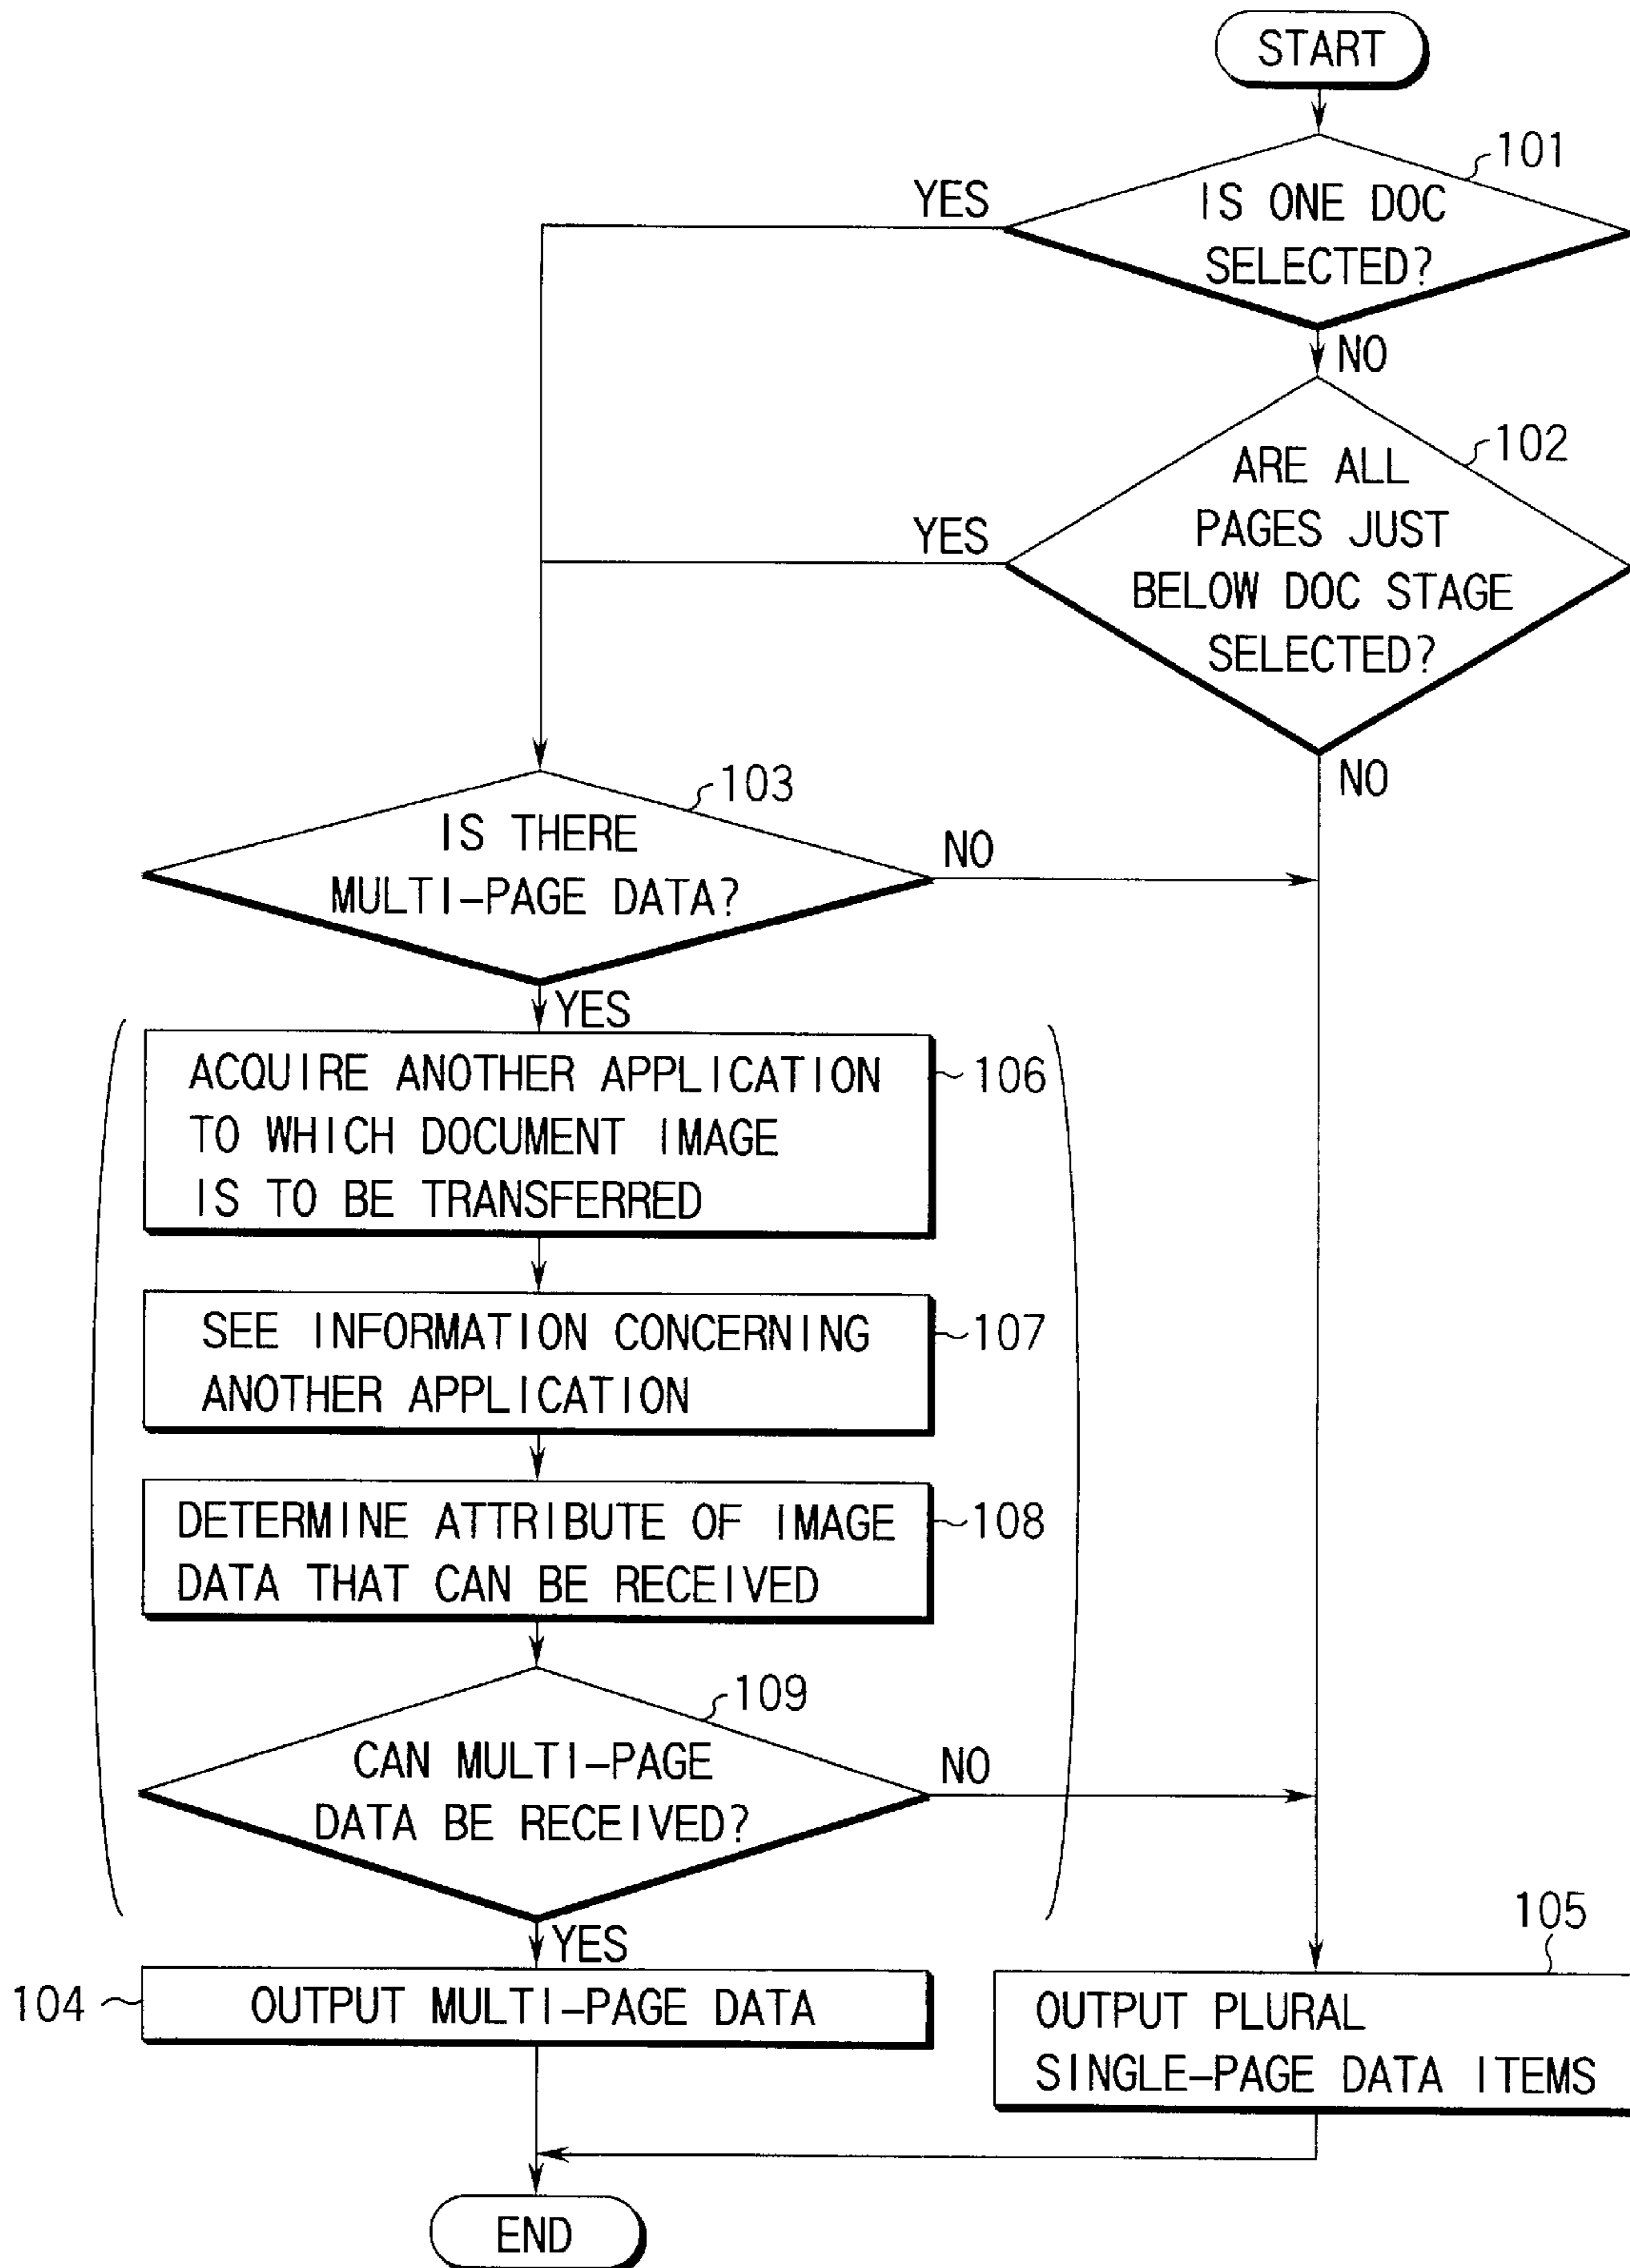 START
101
IS ONE DOC
SELECTED?
YES
NO
102
ARE ALL
PAGES JUST
BELOW DOC STAGE
SELECTED?
YES
NO
103
IS THERE
MULTI-PAGE DATA?
NO
YES
ACQUIRE ANOTHER APPLICATION
TO WHICH DOCUMENT IMAGE
IS TO BE TRANSFERRED
106
SEE INFORMATION CONCERNING
ANOTHER APPLICATION
107
DETERMINE ATTRIBUTE OF IMAGE
DATA THAT CAN BE RECEIVED
108
109
CAN MULTI-PAGE
DATA BE RECEIVED?
NO
YES
104
OUTPUT MULTI-PAGE DATA
105
OUTPUT PLURAL
SINGLE-PAGE DATA ITEMS
END